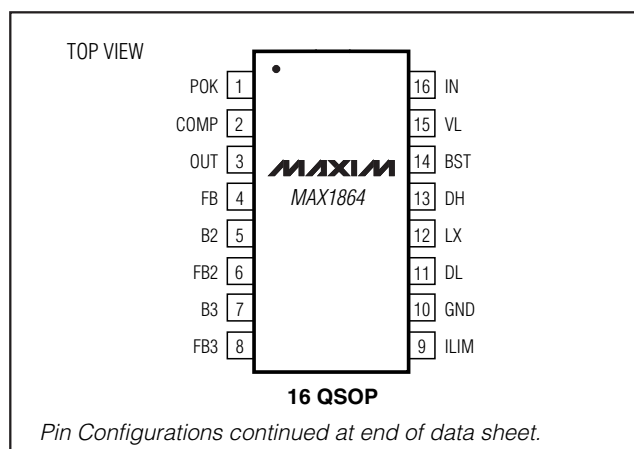 TOP VIEW
POK 1 16 IN
COMP 2 15 VL
OUT 3 MAXIM 14 BST
FB 4 MAX1864 13 DH
B2 5 12 LX
FB2 6 11 DL
B3 7 10 GND
FB3 8 9 ILIM
16 QSOP
Pin Configurations continued at end of data sheet.